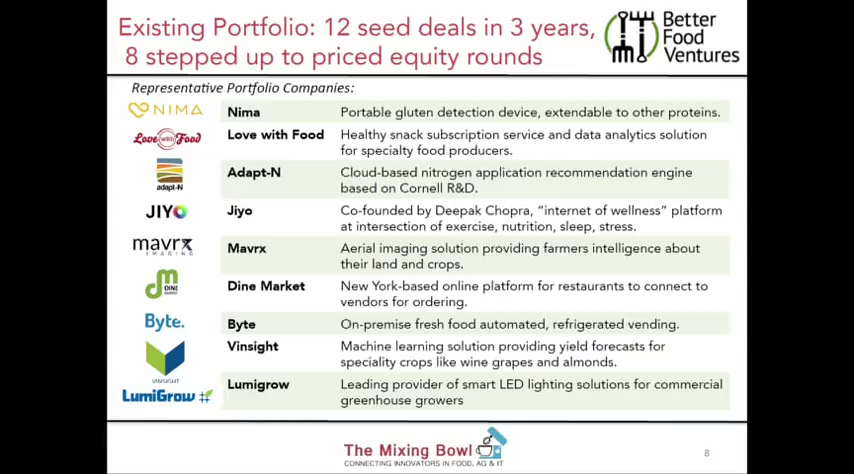 Existing Portfolio: 12 seed deals in 3 years,
8 stepped up to priced equity rounds
Better
Food
Ventures
Representative Portfolio Companies:
NIMA
Nima
Portable gluten detection device, extendable to other proteins.
Love with Food
Love with Food
Healthy snack subscription service and data analytics solution
for specialty food producers.
adapt-N
Adapt-N
Cloud-based nitrogen application recommendation engine
based on Cornell R&D.
JIYO
Jiyo
Co-founded by Deepak Chopra, “internet of wellness” platform
at intersection of exercise, nutrition, sleep, stress.
mavrx
IMAGING
Mavrx
Aerial imaging solution providing farmers intelligence about
their land and crops.
dm
DINE
MARKET
Dine Market
New York-based online platform for restaurants to connect to
vendors for ordering.
Byte.
Byte
On-premise fresh food automated, refrigerated vending.
VINSIGHT
Vinsight
Machine learning solution providing yield forecasts for
speciality crops like wine grapes and almonds.
LumiGrow
Lumigrow
Leading provider of smart LED lighting solutions for commercial
greenhouse growers
The Mixing Bowl
CONNECTING INNOVATORS IN FOOD, AG & IT
8